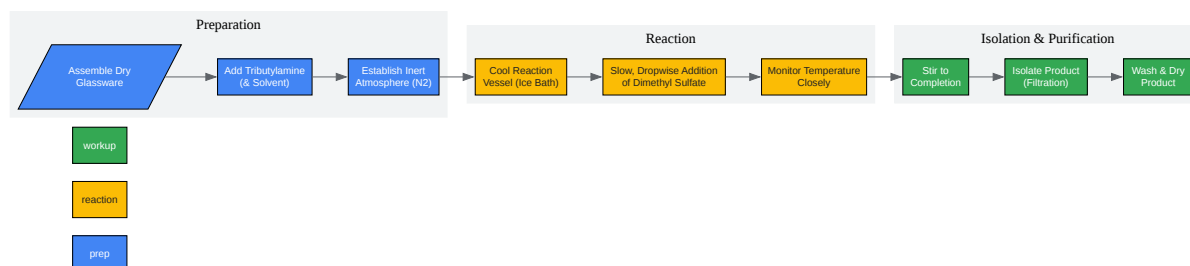 Preparation
Assemble Dry
Glassware
Add Tributylamine
(& Solvent)
Establish Inert
Atmosphere (N2)
Reaction
Cool Reaction
Vessel (Ice Bath)
Slow, Dropwise Addition
of Dimethyl Sulfate
Monitor Temperature
Closely
Isolation & Purification
Stir to
Completion
Isolate Product
(Filtration)
Wash & Dry
Product
workup
reaction
prep